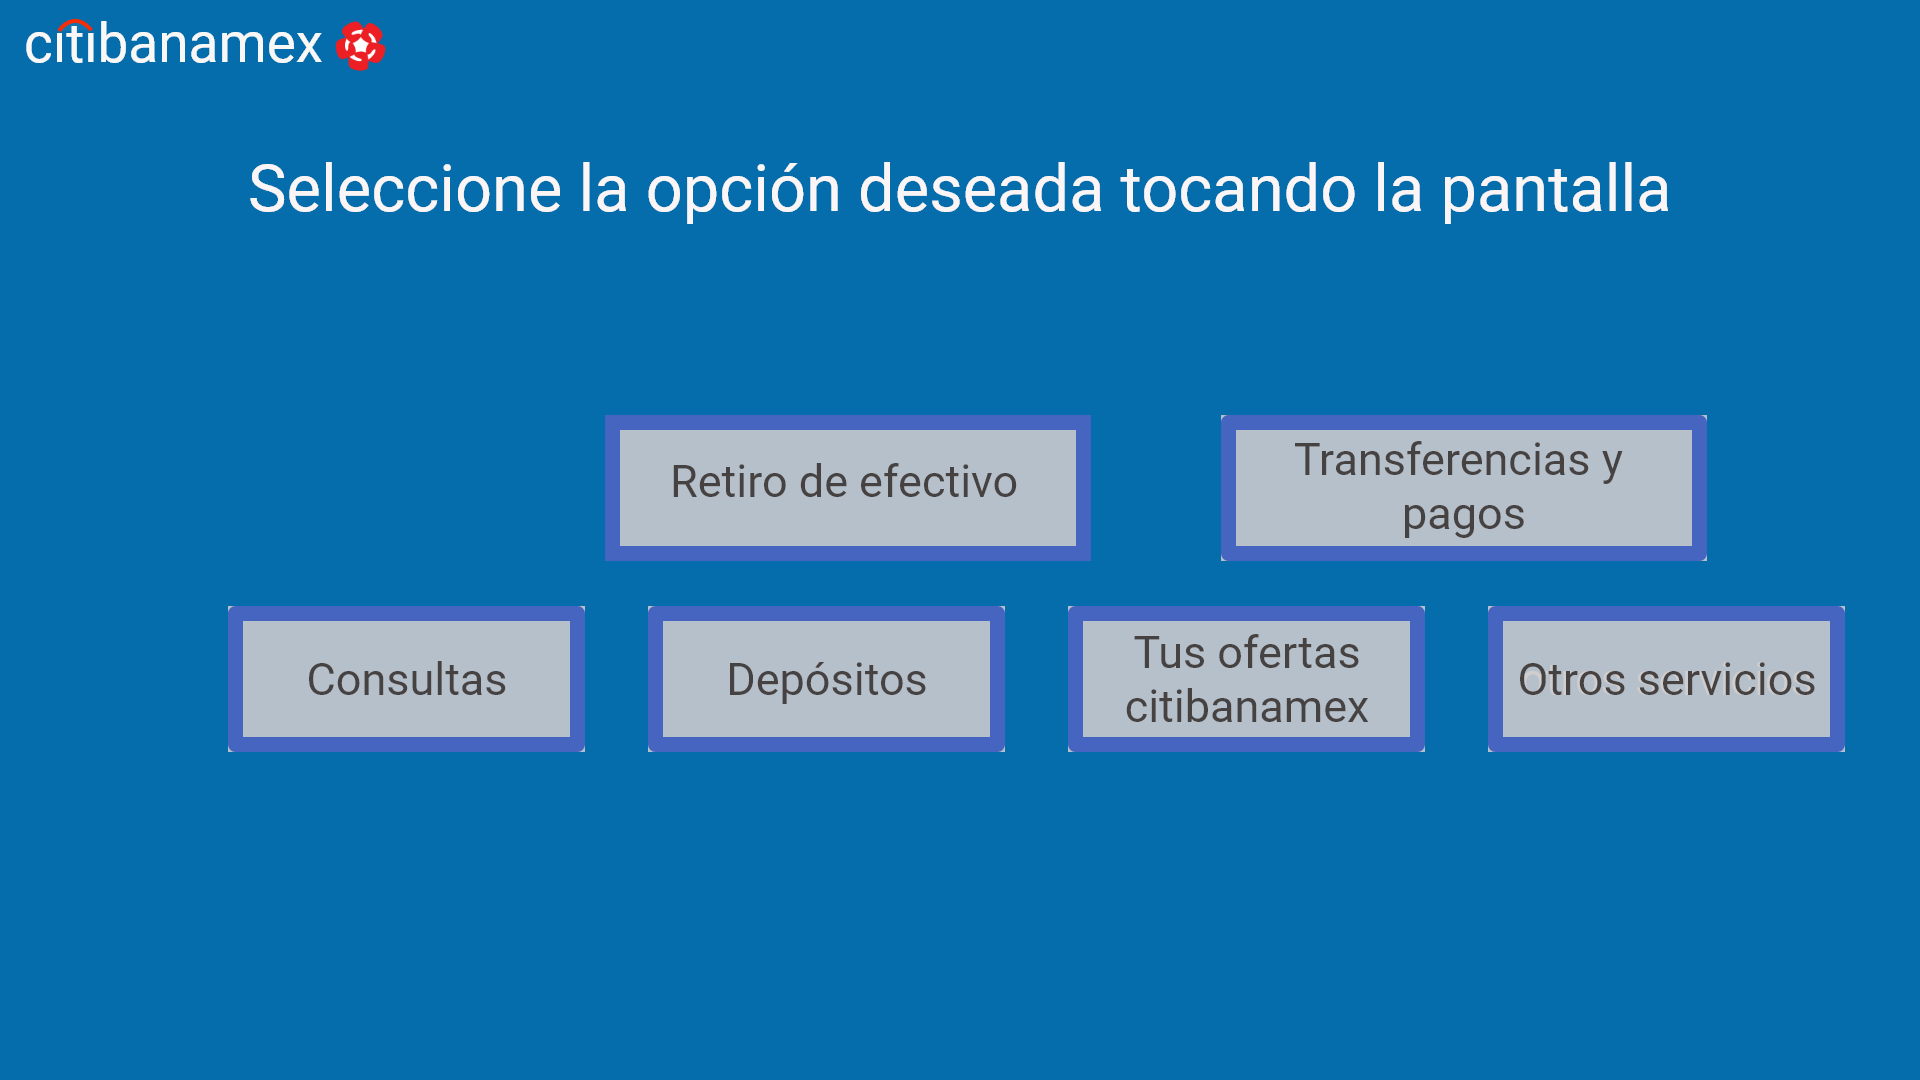 citibanamex
Seleccione la opción deseada tocando la pantalla
Retiro de efectivo
Transferencias y
pagos
Consultas
Depósitos
Tus ofertas
citibanamex
Otros servicios